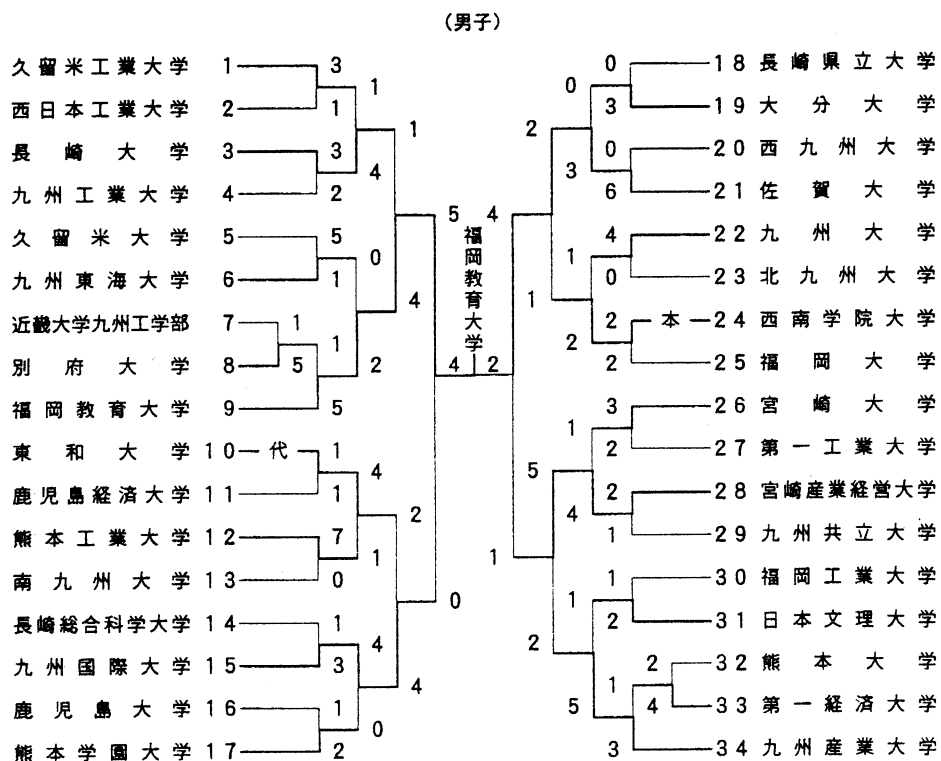 (男子)
久留米工業大学 1 3
1
西日本工業大学 2 1
1
長崎大学 3 3
4
九州工業大学 4 2
5
久留米大学 5 5
0
九州東海大学 6 1
4
近畿大学九州工学部 7 1
1
2
別府大学 8 5
4
福岡教育大学 9 5
東和大学 10 代 1
4
鹿児島経済大学 11 1
2
熊本工業大学 12 7
1
南九州大学 13 0
0
長崎総合科学大学 14 1
4
九州国際大学 15 3
4
鹿児島大学 16 1
0
熊本学園大学 17 2
福岡教育大学
0 18 長崎県立大学
0
3 19 大分大学
2
0 20 西九州大学
3
6 21 佐賀大学
4
4 22 九州大学
1
0 23 北九州大学
1
2 本 24 西南学院大学
2
2 25 福岡大学
2
3 26 宮崎大学
1
2 27 第一工業大学
5
2 28 宮崎産業経営大学
4
1 29 九州共立大学
1
1 30 福岡工業大学
1
2 31 日本文理大学
2
2 32 熊本大学
1
5
4 33 第一経済大学
3 34 九州産業大学